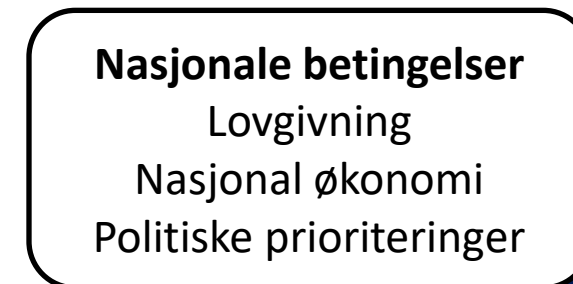 Nasjonale betingelser
Lovgivning
Nasjonal økonomi
Politiske prioriteringer